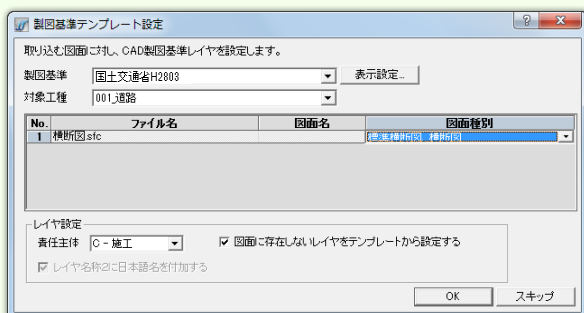 製図基準テンプレート設定
取り込む図面に対し、CAD製図基準レイヤを設定します。
製図基準 国土交通省H2803 表示設定...
対象工種 001_道路
No. ファイル名 図面名 図面種別
1 横断図.sfc 標準横断図, 横断図
レイヤ設定
責任主体 C - 施工 図面に存在しないレイヤをテンプレートから設定する
レイヤ名称2に日本語名を付加する
OK スキップ